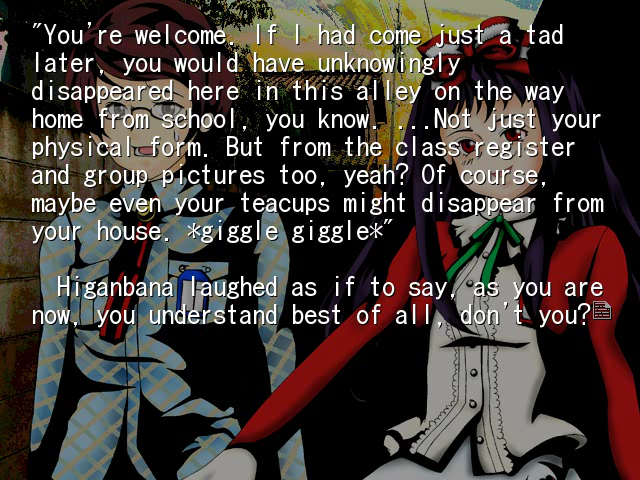 "You're welcome. If I had come just a tad
later, you would have unknowingly
disappeared here in this alley on the way
home from school, you know. ...Not just your
physical form. But from the class register
and group pictures too, yeah? Of course,
maybe even your teacups might disappear from
your house. *giggle giggle*"
Higanbana laughed as if to say, as you are
now, you understand best of all, don't you?